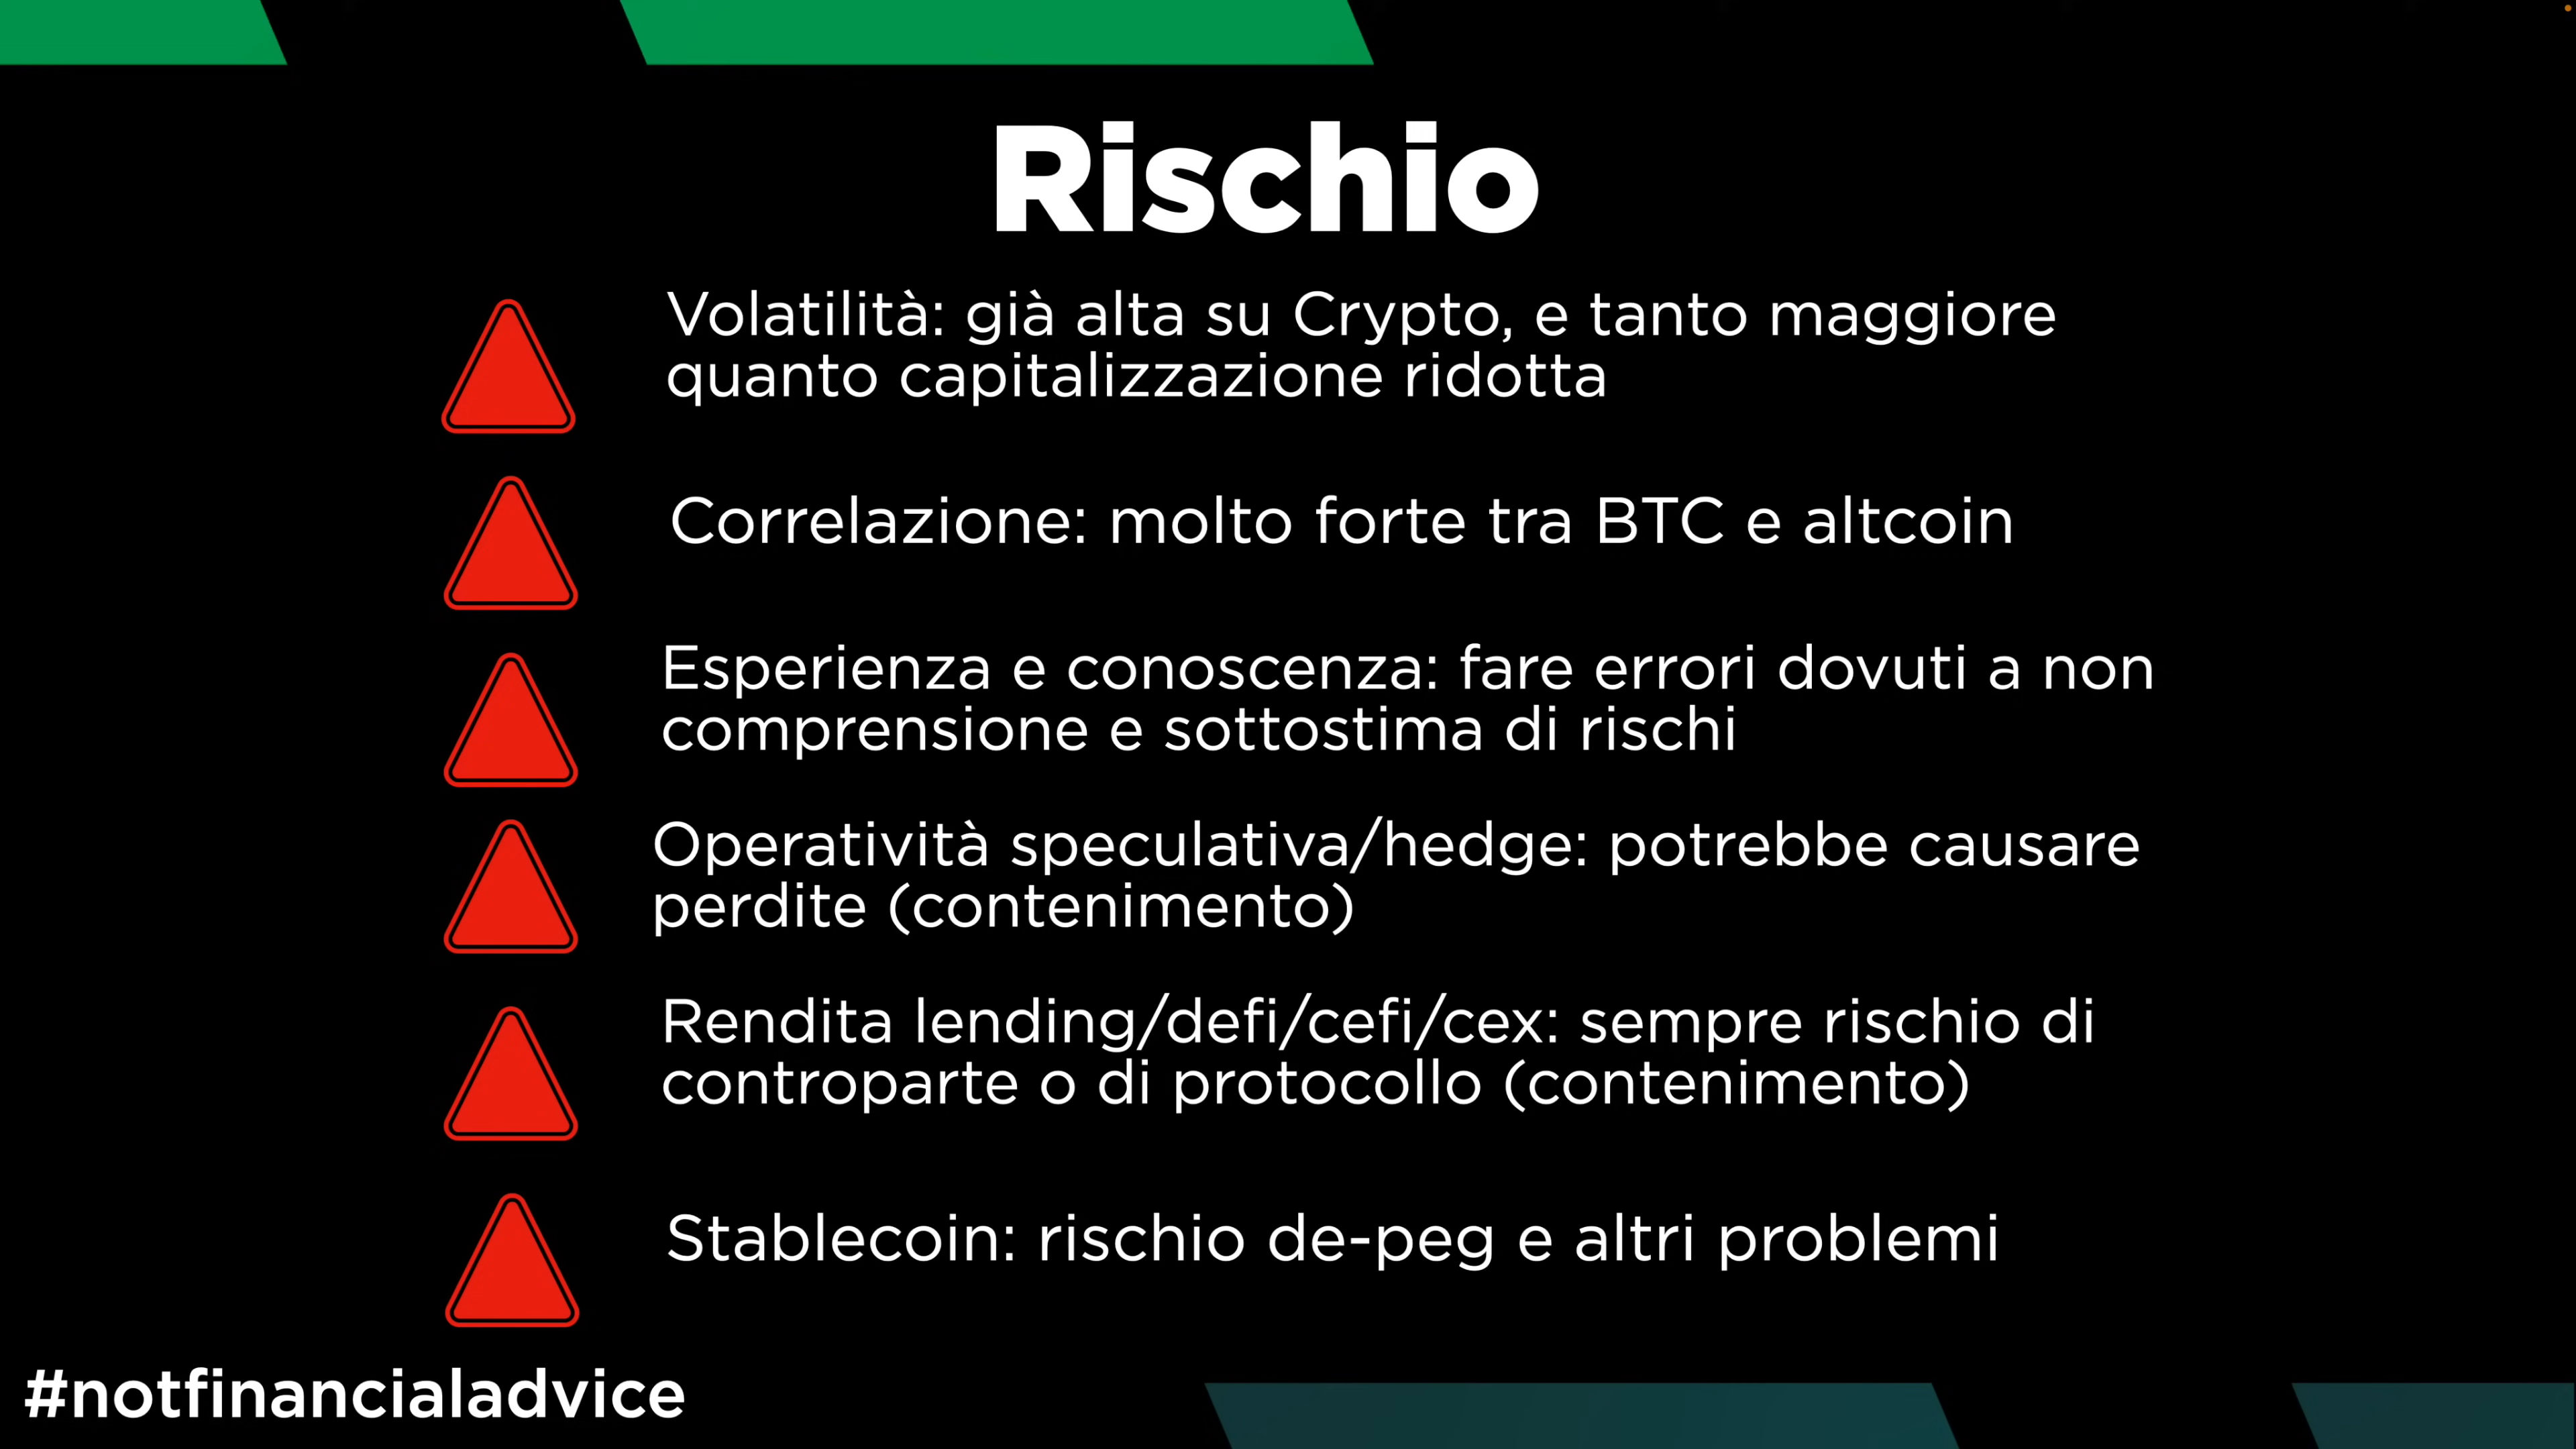 Rischio
Volatilità: già alta su Crypto, e tanto maggiore
quanto capitalizzazione ridotta
Correlazione: molto forte tra BTC e altcoin
Esperienza e conoscenza: fare errori dovuti a non
comprensione e sottostima di rischi
Operatività speculativa/hedge: potrebbe causare
perdite (contenimento)
Rendita lending/defi/cefi/cex: sempre rischio di
controparte o di protocollo (contenimento)
Stablecoin: rischio de-peg e altri problemi
#notfinancialadvice